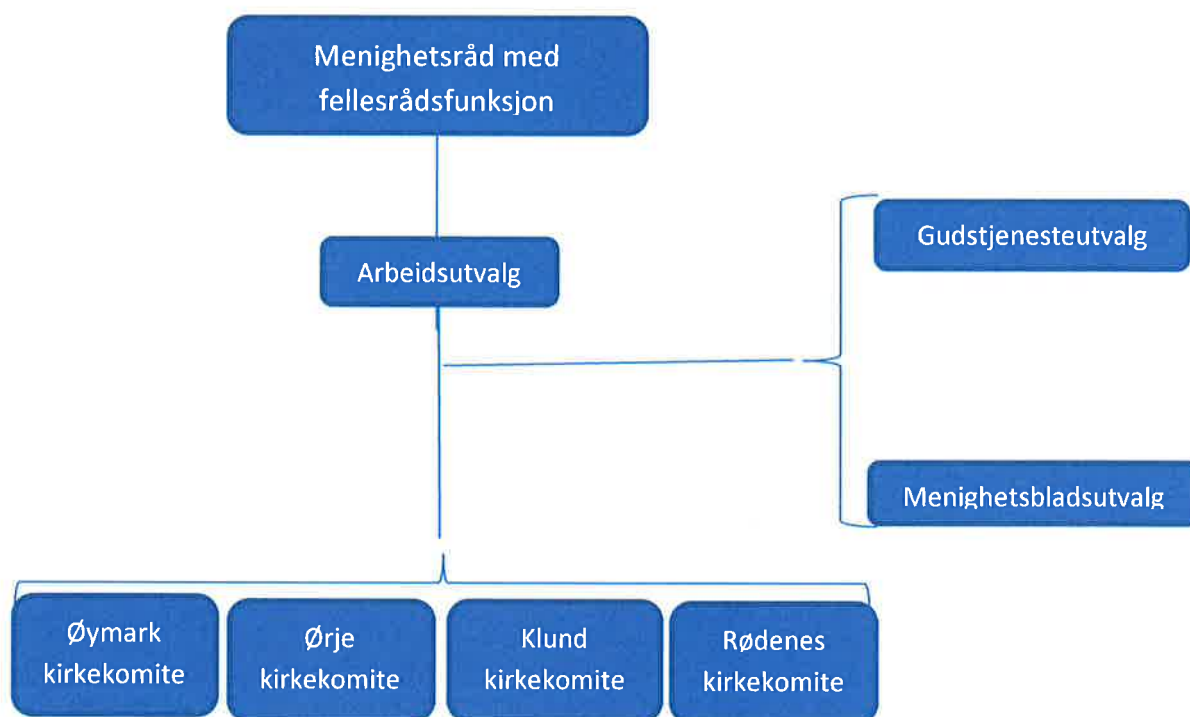 Menighetsråd med
fellesrådsfunksjon
Arbeidsutvalg
Gudstjenesteutvalg
Menighetsbladsutvalg
Øymark
kirkekomite
Ørje
kirkekomite
Klund
kirkekomite
Rødenes
kirkekomite